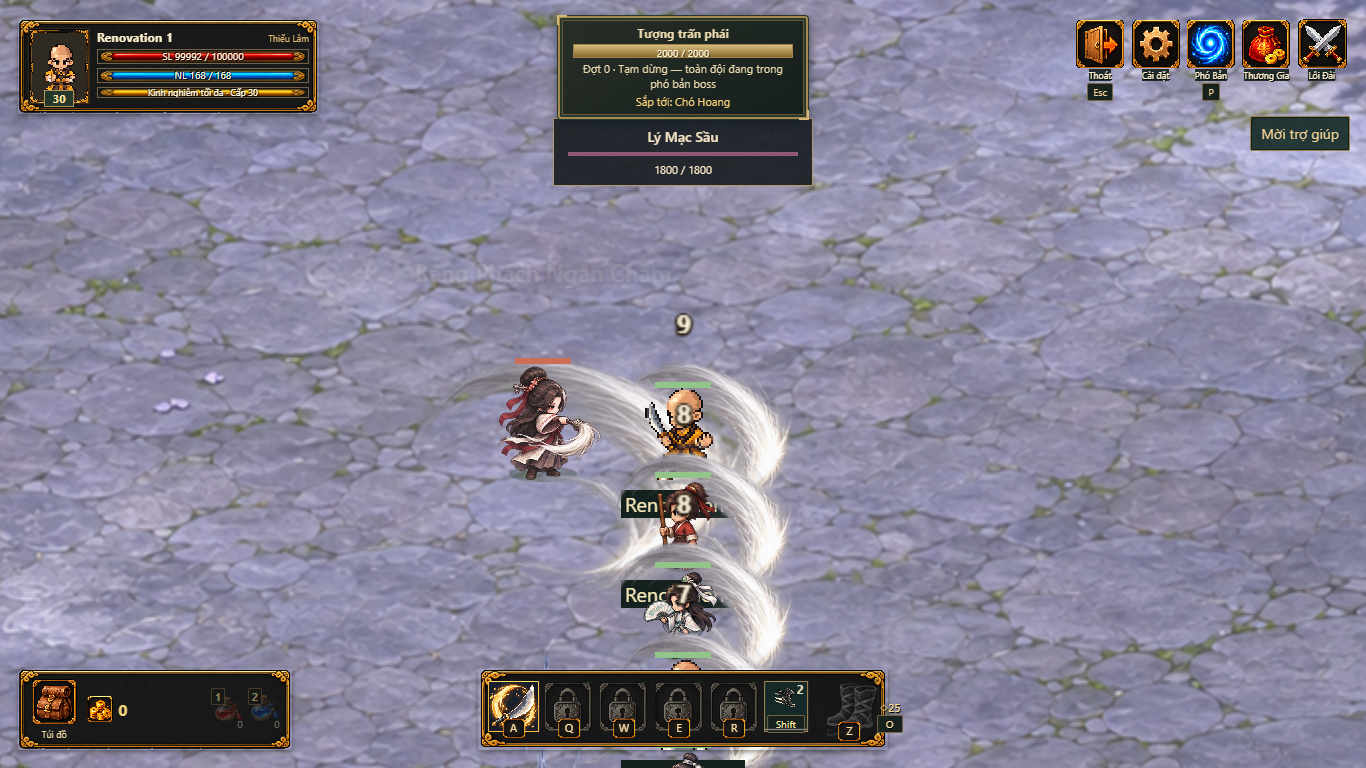 Renovation 1
Thiếu Lâm
SL 99992 / 100000
NL 168 / 168
Kinh nghiệm tối đa · Cấp 30
30
Tượng trấn phái
2000 / 2000
Đợt 0 · Tạm dừng — toàn đội đang trong
phó bản boss
Sắp tới: Chó Hoang
Lý Mạc Sầu
1800 / 1800
Thoát
Cài đặt
Phó Bản
Thương Gia
Lôi Đài
Esc
P
Mời trợ giúp
9
8
8
7
Túi đồ
0
1
0
2
0
A
Q
W
E
R
2
Shift
Z
25
O